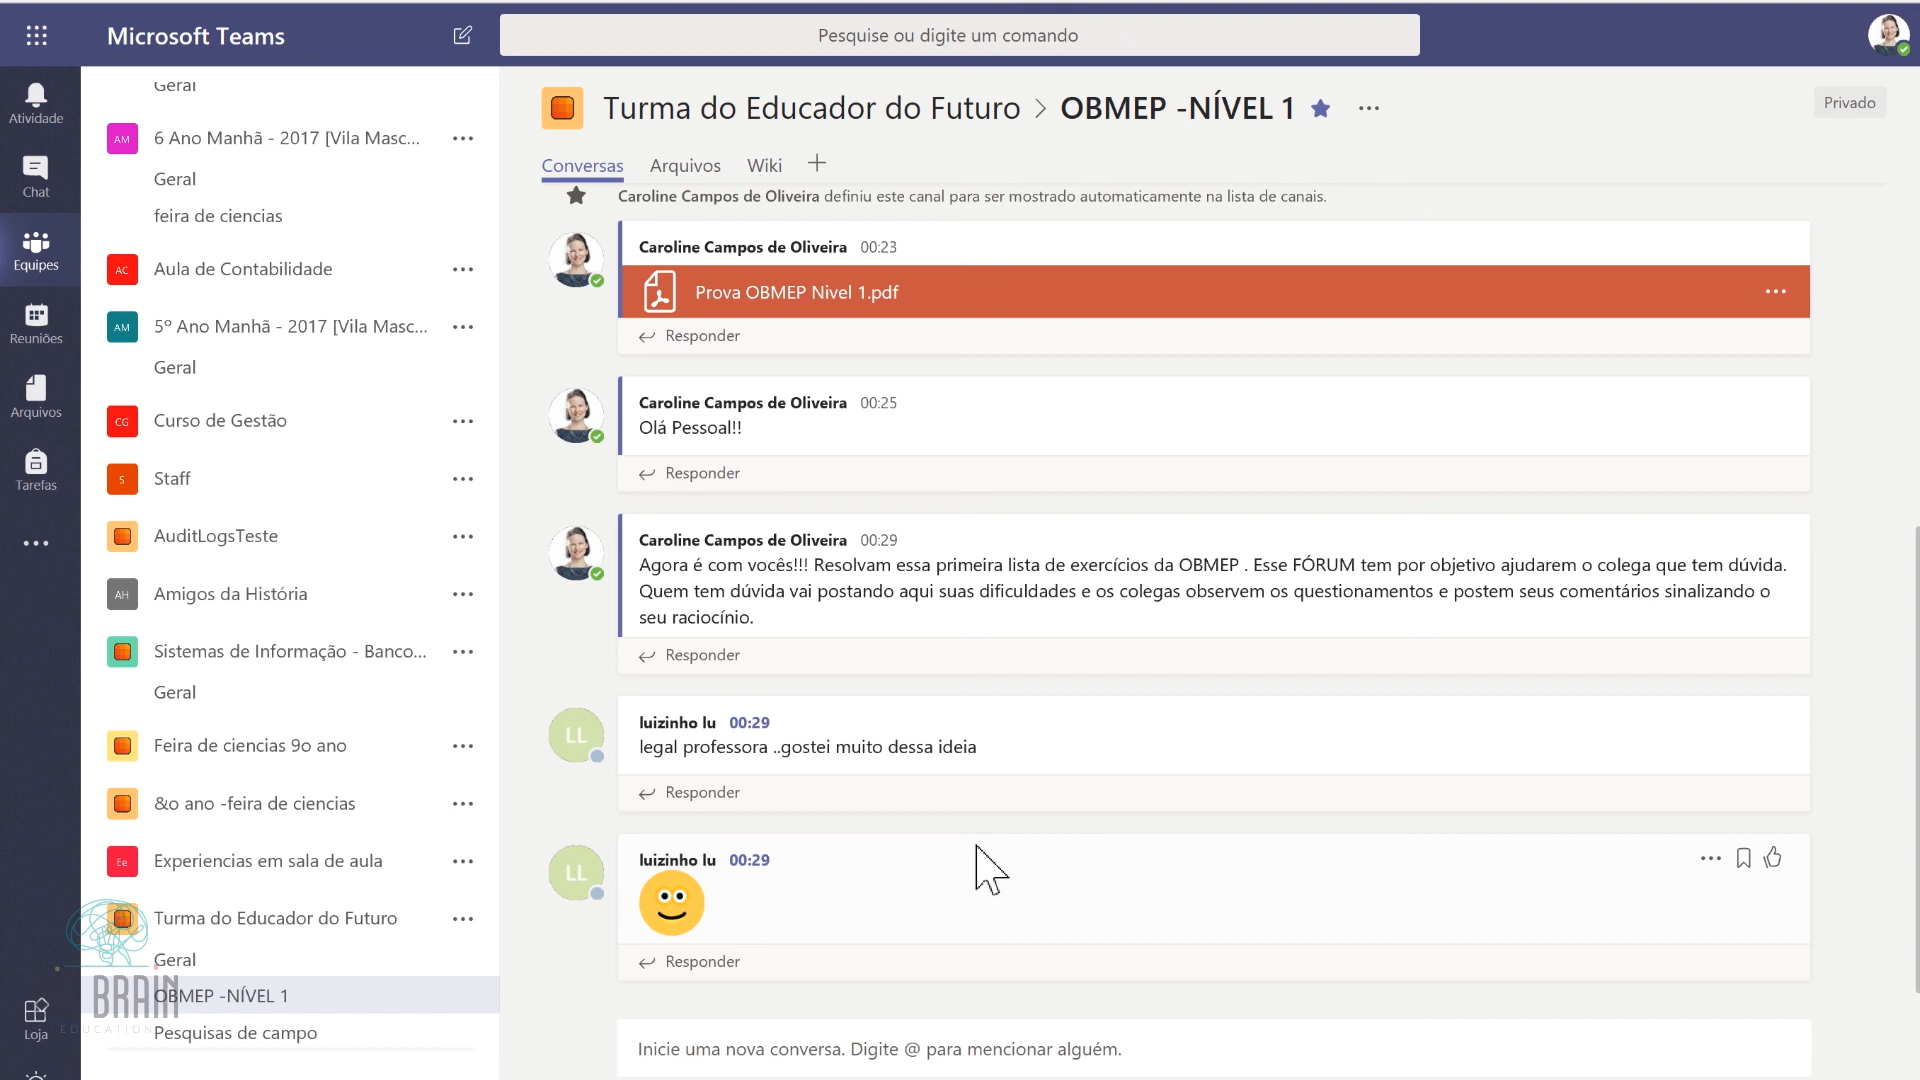 Microsoft Teams
Pesquise ou digite um comando
Atividade
Chat
Equipes
Reuniões
Arquivos
Tarefas
Loja
Geral
AM 6 Ano Manhã - 2017 [Vila Masc...
Geral
feira de ciencias
AC Aula de Contabilidade
AM 5º Ano Manhã - 2017 [Vila Masc...
Geral
CG Curso de Gestão
S Staff
AuditLogsTeste
AH Amigos da História
Sistemas de Informação - Banco...
Geral
Feira de ciencias 9o ano
&o ano -feira de ciencias
Ee Experiencias em sala de aula
Turma do Educador do Futuro
Geral
OBMEP -NÍVEL 1
Pesquisas de campo
BRAIN
EDUCATION
Turma do Educador do Futuro > OBMEP -NÍVEL 1
Privado
Conversas Arquivos Wiki
Caroline Campos de Oliveira definiu este canal para ser mostrado automaticamente na lista de canais.
Caroline Campos de Oliveira 00:23
Prova OBMEP Nivel 1.pdf
Responder
Caroline Campos de Oliveira 00:25
Olá Pessoal!!
Responder
Caroline Campos de Oliveira 00:29
Agora é com vocês!!! Resolvam essa primeira lista de exercícios da OBMEP . Esse FÓRUM tem por objetivo ajudarem o colega que tem dúvida.
Quem tem dúvida vai postando aqui suas dificuldades e os colegas observem os questionamentos e postem seus comentários sinalizando o
seu raciocínio.
Responder
LL
luizinho lu 00:29
legal professora ..gostei muito dessa ideia
Responder
LL
luizinho lu 00:29
Responder
Inicie uma nova conversa. Digite @ para mencionar alguém.